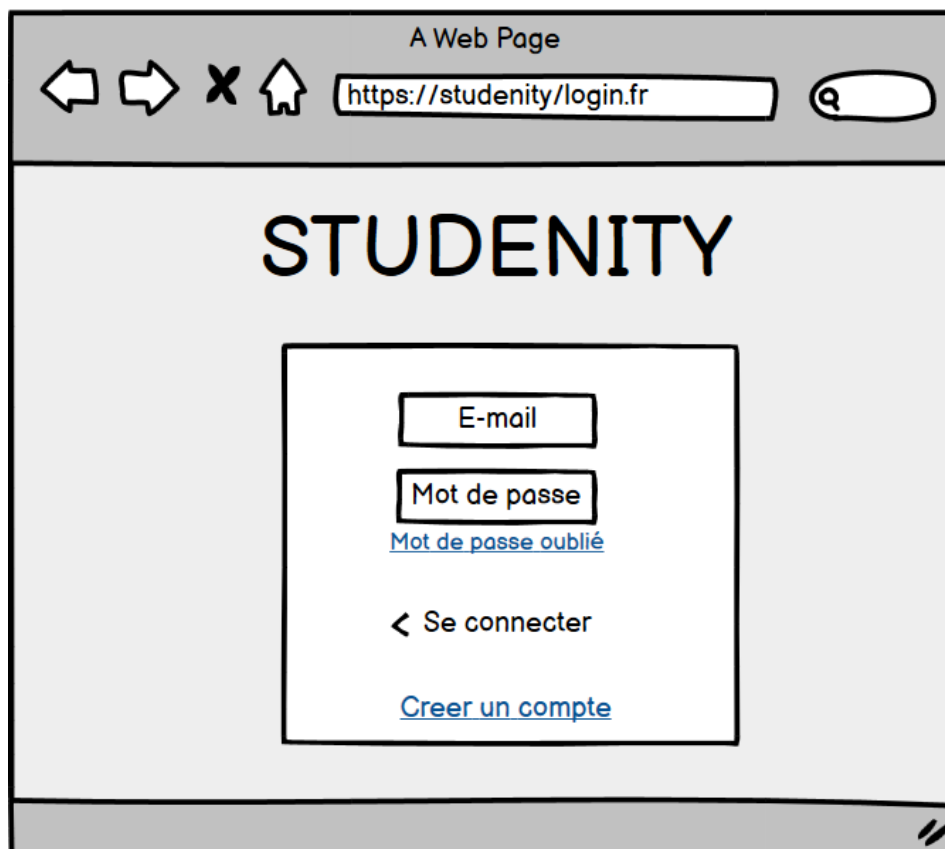 A Web Page
https://studenity/login.fr
STUDENITY
E-mail
Mot de passe
Mot de passe oublié
Se connecter
Creer un compte